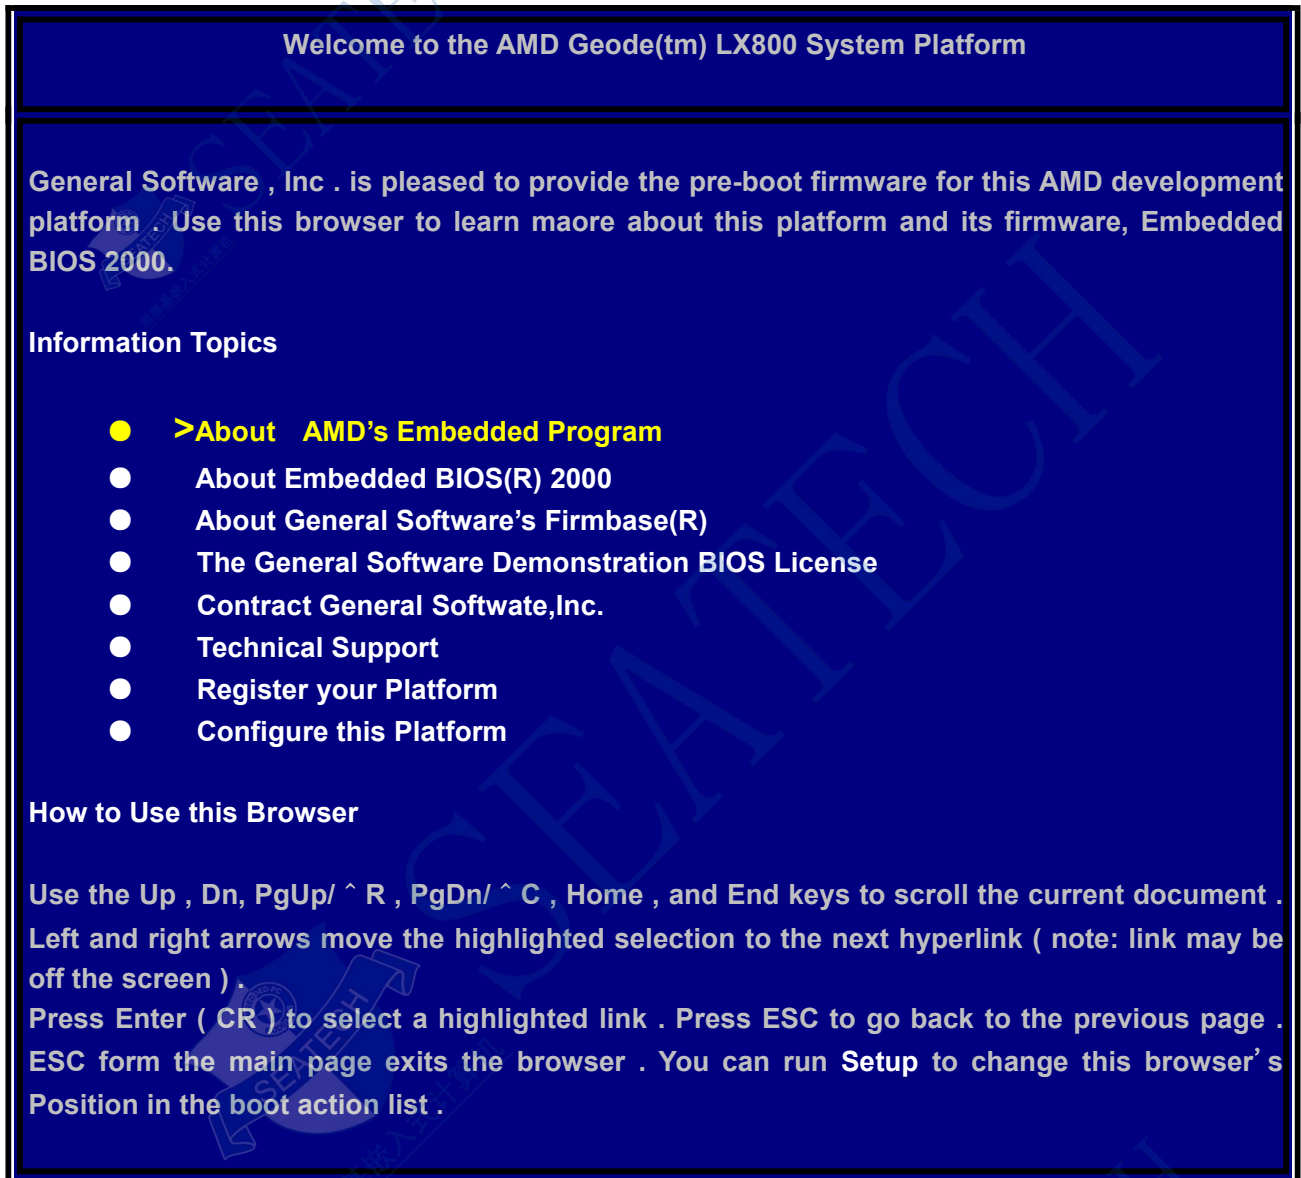 Welcome to the AMD Geode(tm) LX800 System Platform
General Software , Inc . is pleased to provide the pre-boot firmware for this AMD development
platform . Use this browser to learn maore about this platform and its firmware, Embedded
BIOS 2000.
Information Topics
● >About AMD's Embedded Program
● About Embedded BIOS(R) 2000
● About General Software's Firmbase(R)
● The General Software Demonstration BIOS License
● Contract General Softwate,Inc.
● Technical Support
● Register your Platform
● Configure this Platform
How to Use this Browser
Use the Up , Dn, PgUp/ ^ R , PgDn/ ^ C , Home , and End keys to scroll the current document .
Left and right arrows move the highlighted selection to the next hyperlink ( note: link may be
off the screen ) .
Press Enter ( CR ) to select a highlighted link . Press ESC to go back to the previous page .
ESC form the main page exits the browser . You can run Setup to change this browser's
Position in the boot action list .
SEATECH
SEATECH